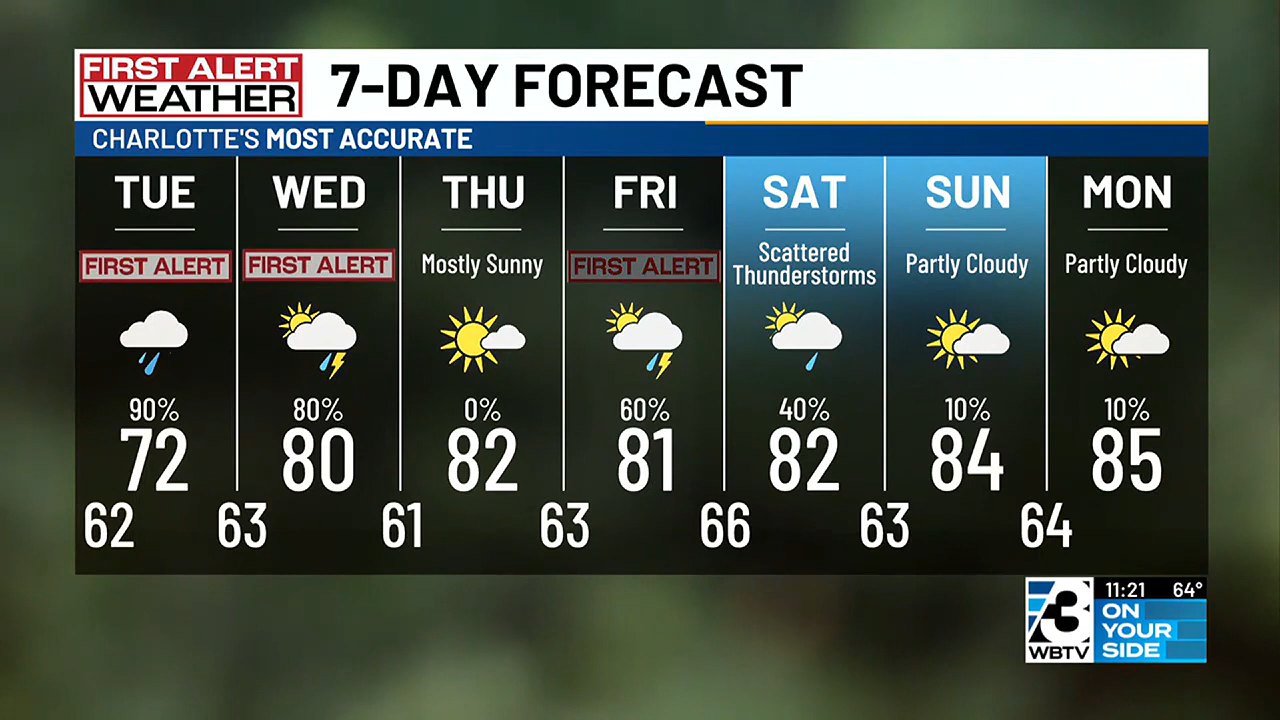 FIRST ALERT
WEATHER
7-DAY FORECAST
CHARLOTTE'S MOST ACCURATE
TUE WED THU FRI SAT SUN MON
FIRST ALERT FIRST ALERT Mostly Sunny FIRST ALERT Scattered Thunderstorms Partly Cloudy Partly Cloudy
90% 80% 0% 60% 40% 10% 10%
72 80 82 81 82 84 85
62 63 61 63 66 63 64
3
WBTV
11:21 64°
ON
YOUR
SIDE